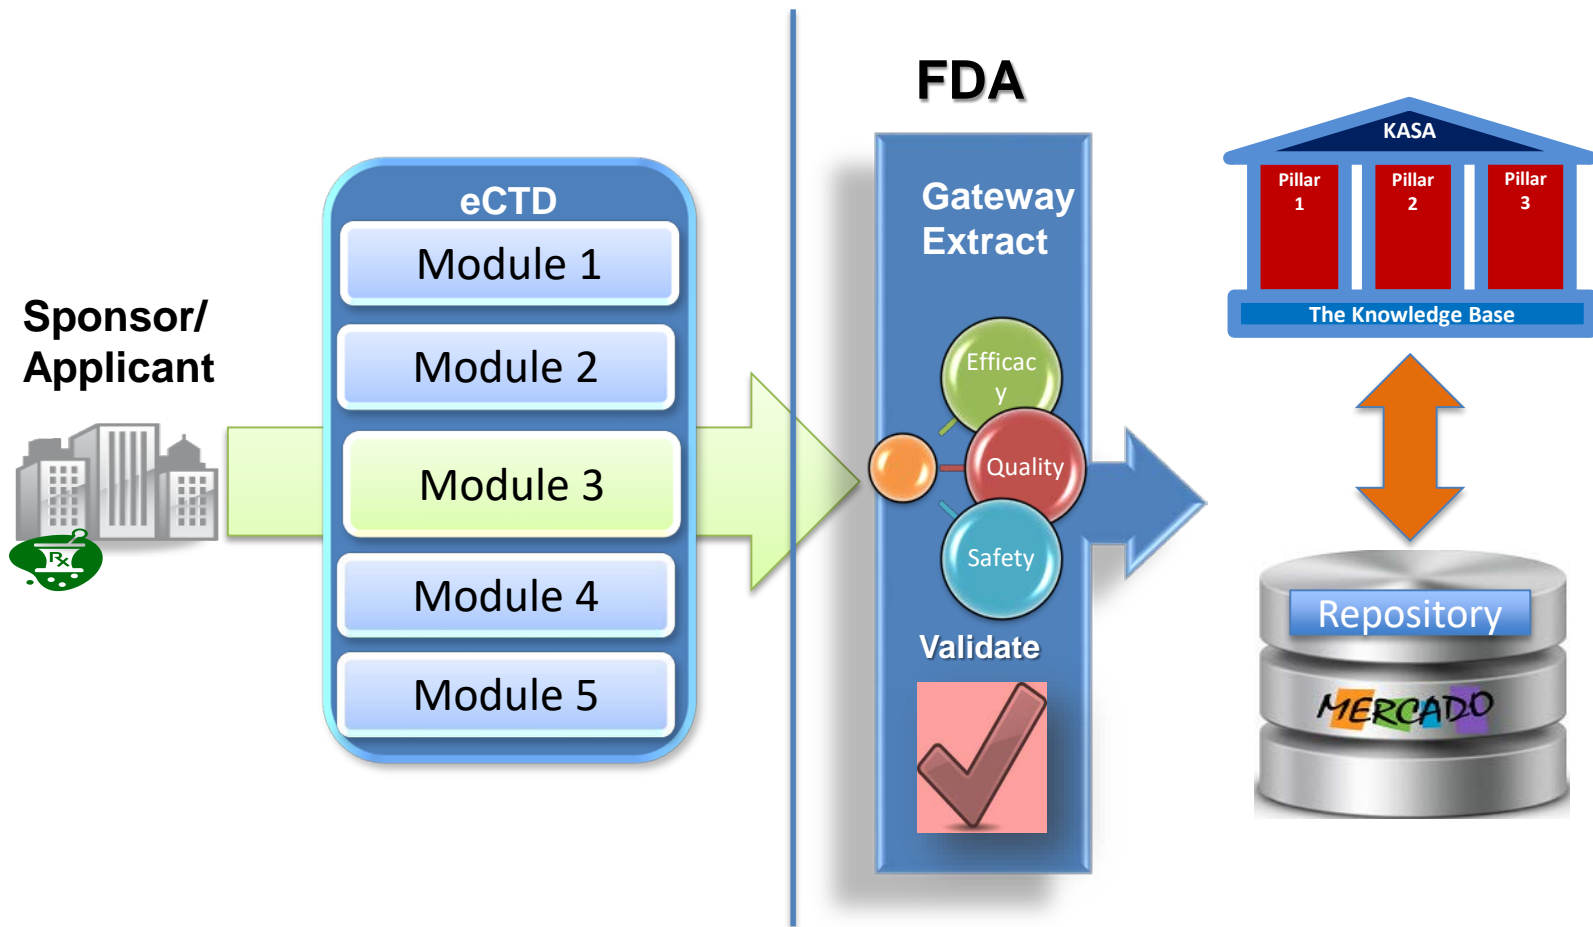 Sponsor/
Applicant
Rx
eCTD
Module 1
Module 2
Module 3
Module 4
Module 5
FDA
Gateway
Extract
Efficac
y
Quality
Safety
Validate
KASA
Pillar
1
Pillar
2
Pillar
3
The Knowledge Base
Repository
MERCADO